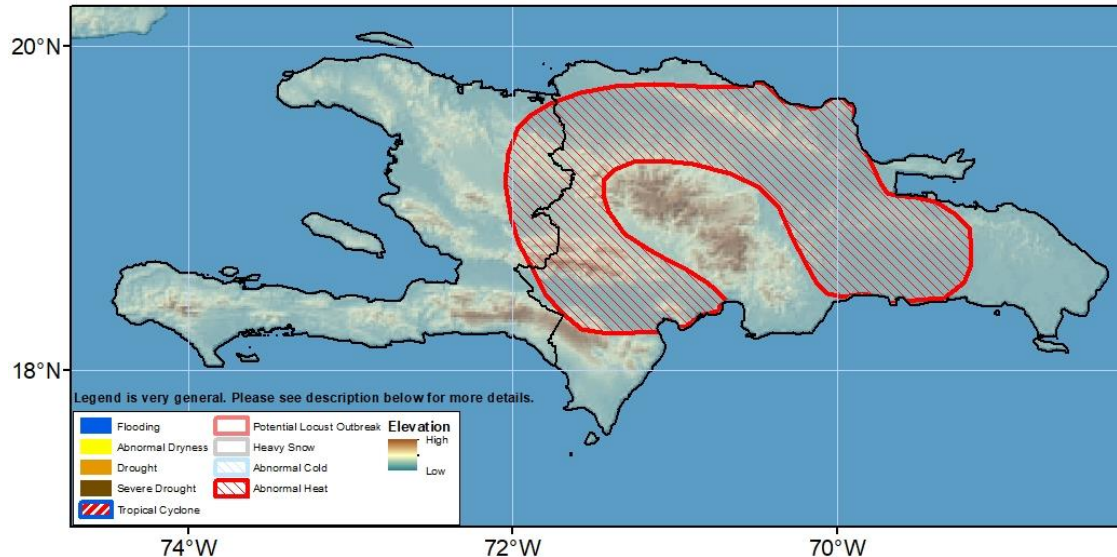 20°N
18°N
Legend is very general. Please see description below for more details.
Flooding
Abnormal Dryness
Drought
Severe Drought
Tropical Cyclone
Potential Locust Outbreak
Heavy Snow
Abnormal Cold
Abnormal Heat
Elevation
High
Low
74°W
72°W
70°W